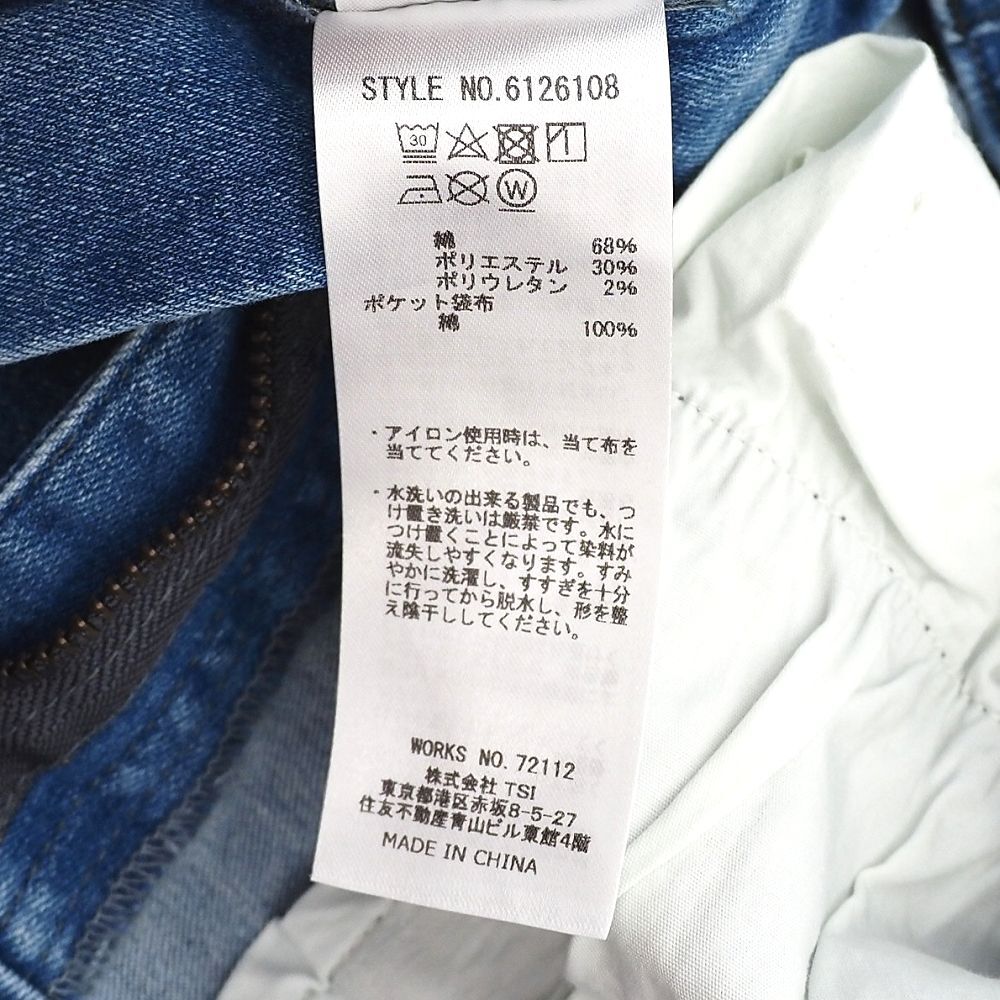 STYLE NO.6126108
30
W
綿 68%
ポリエステル 30%
ポリウレタン 2%
ポケット袋布
綿 100%
・アイロン使用時は、当て布を
当ててください。
・水洗いの出来る製品でも、つ
け置き洗いは厳禁です。水に
つけ置くことによって染料が
流失しやすくなります。すみ
やかに洗濯し、すすぎを十分
に行ってから脱水し、形を整
え陰干ししてください。
WORKS NO. 72112
株式会社 TSI
東京都港区赤坂8-5-27
住友不動産青山ビル東館4階
MADE IN CHINA